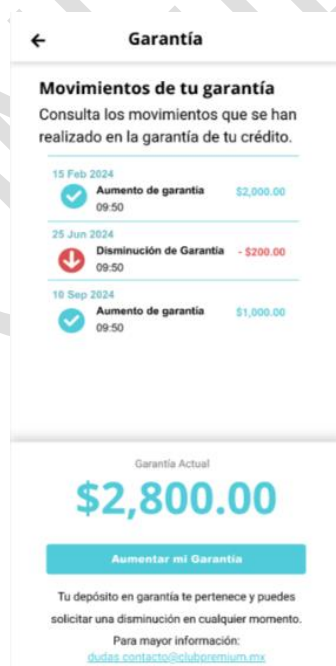 Garantía
Movimientos de tu garantía
Consulta los movimientos que se han
realizado en la garantía de tu crédito.
15 Feb 2024
Aumento de garantía $2,000.00
09:50
25 Jun 2024
Disminución de Garantía - $200.00
09:50
10 Sep 2024
Aumento de garantía $1,000.00
09:50
Garantía Actual
$2,800.00
Aumentar mi Garantía
Tu depósito en garantía te pertenece y puedes
solicitar una disminución en cualquier momento.
Para mayor información:
dudas.contacto@clubpremium.mx